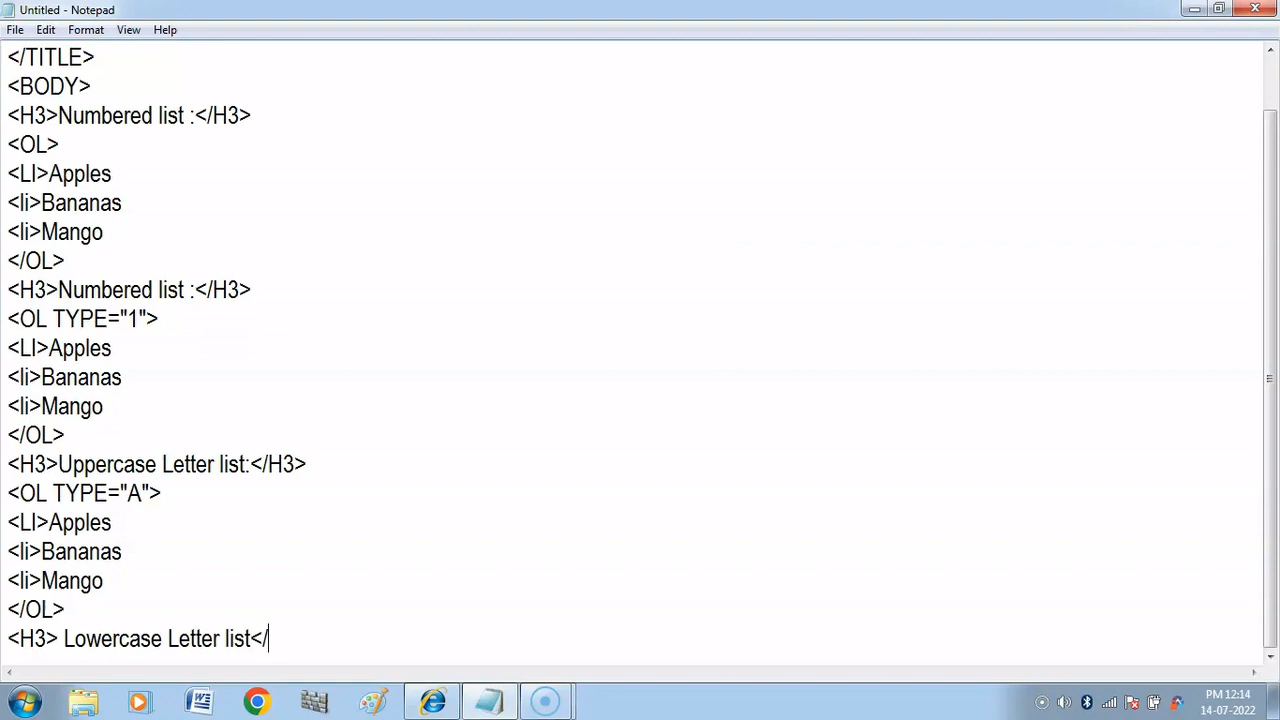 Untitled - Notepad
File Edit Format View Help
</TITLE>
<BODY>
<H3>Numbered list :</H3>
<OL>
<LI>Apples
<li>Bananas
<li>Mango
</OL>
<H3>Numbered list :</H3>
<OL TYPE="1">
<LI>Apples
<li>Bananas
<li>Mango
</OL>
<H3>Uppercase Letter list:</H3>
<OL TYPE="A">
<LI>Apples
<li>Bananas
<li>Mango
</OL>
<H3> Lowercase Letter list</
PM 12:14
14-07-2022